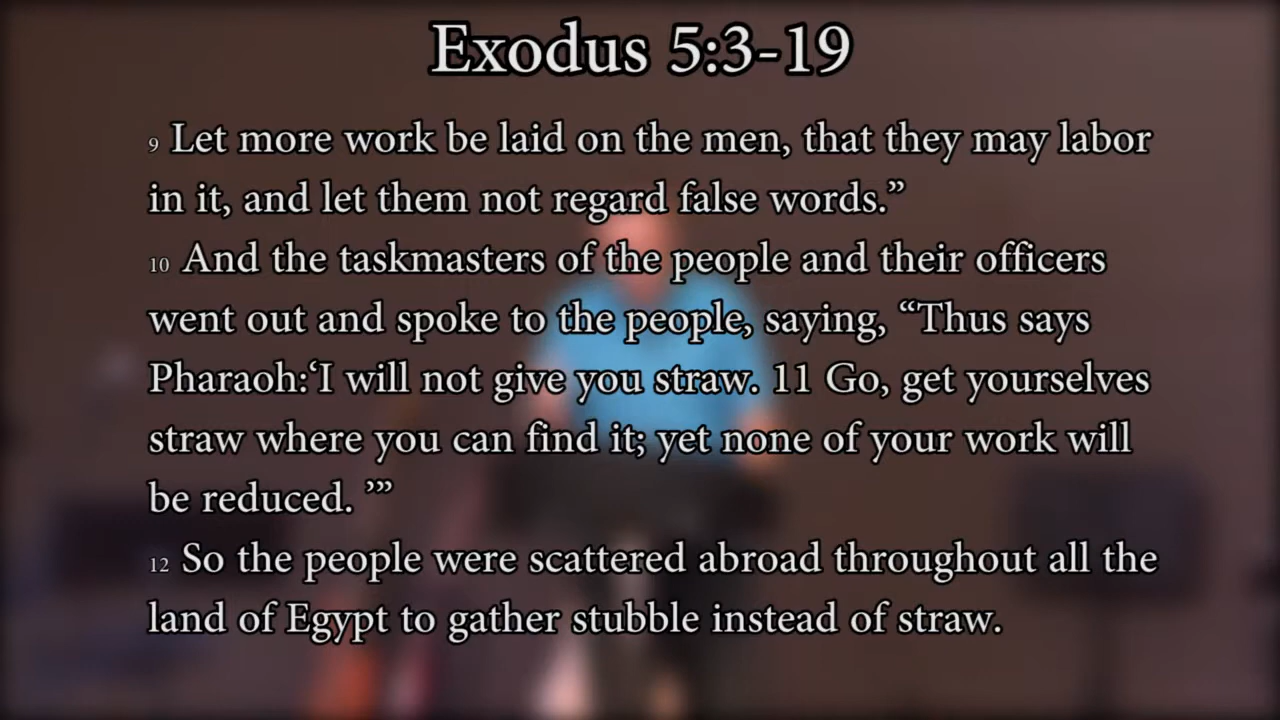 Exodus 5:3-19
9 Let more work be laid on the men, that they may labor
in it, and let them not regard false words.”
10 And the taskmasters of the people and their officers
went out and spoke to the people, saying, “Thus says
Pharaoh:‘I will not give you straw. 11 Go, get yourselves
straw where you can find it; yet none of your work will
be reduced. ’”
12 So the people were scattered abroad throughout all the
land of Egypt to gather stubble instead of straw.